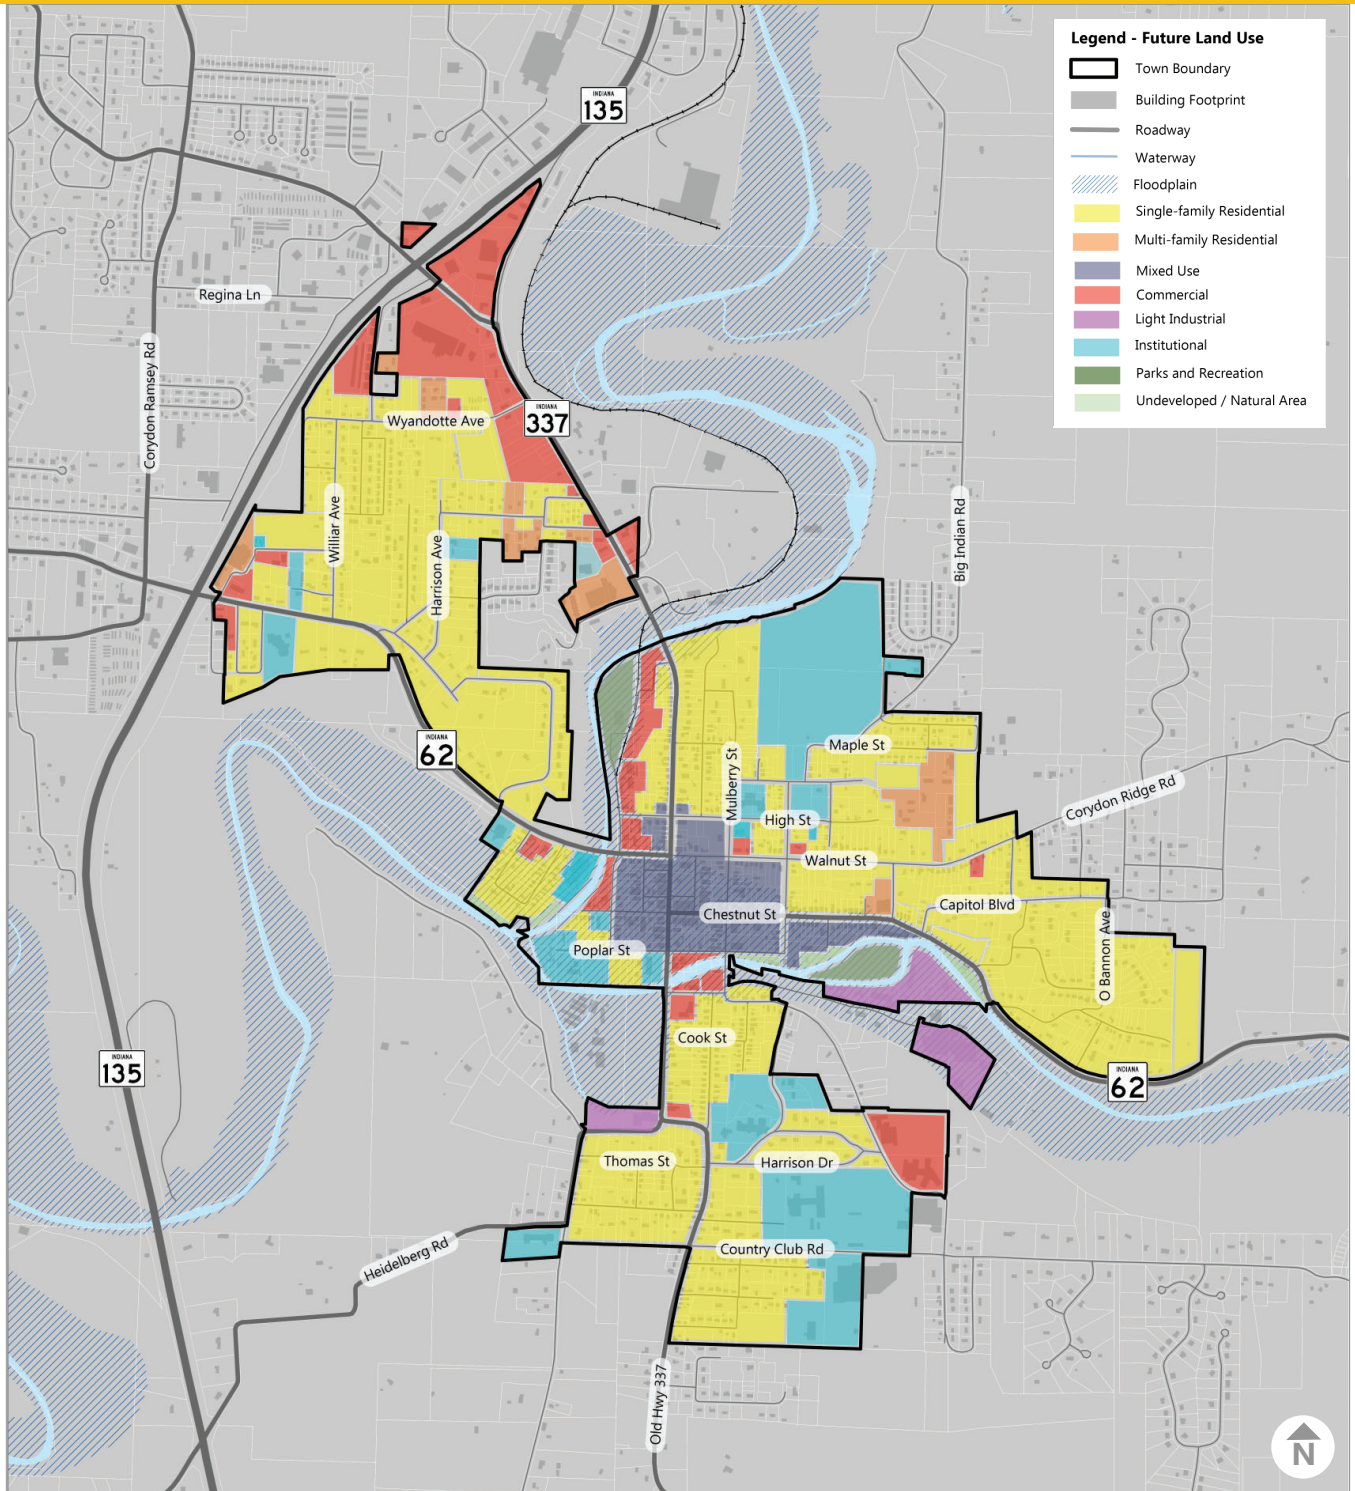 Legend - Future Land Use
Town Boundary
Building Footprint
Roadway
Waterway
Floodplain
Single-family Residential
Multi-family Residential
Mixed Use
Commercial
Light Industrial
Institutional
Parks and Recreation
Undeveloped / Natural Area
INDIANA
135
Regina Ln
Corydon Ramsey Rd
INDIANA
337
Wyandotte Ave
Williar Ave
Harrison Ave
Big Indian Rd
INDIANA
62
Maple St
Mulberry St
Corydon Ridge Rd
High St
Walnut St
Capitol Blvd
Chestnut St
O Bannon Ave
Poplar St
Cook St
INDIANA
135
INDIANA
62
Thomas St
Harrison Dr
Country Club Rd
Heidelberg Rd
Old Hwy 337
N